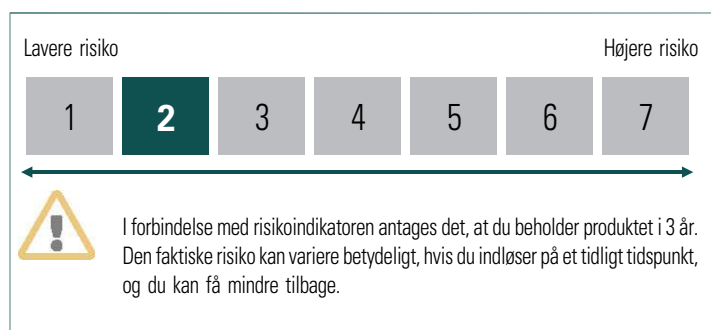 Lavere risiko Højere risiko
1 2 3 4 5 6 7
I forbindelse med risikoindikatoren antages det, at du beholder produktet i 3 år.
Den faktiske risiko kan variere betydeligt, hvis du indløser på et tidligt tidspunkt,
og du kan få mindre tilbage.